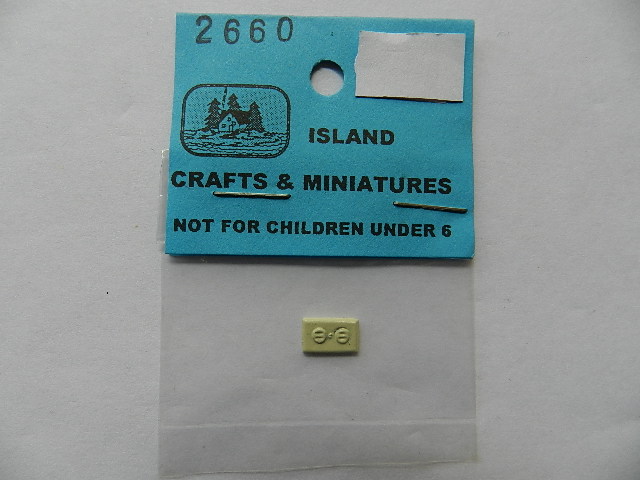 2660
ISLAND
CRAFTS & MINIATURES
NOT FOR CHILDREN UNDER 6